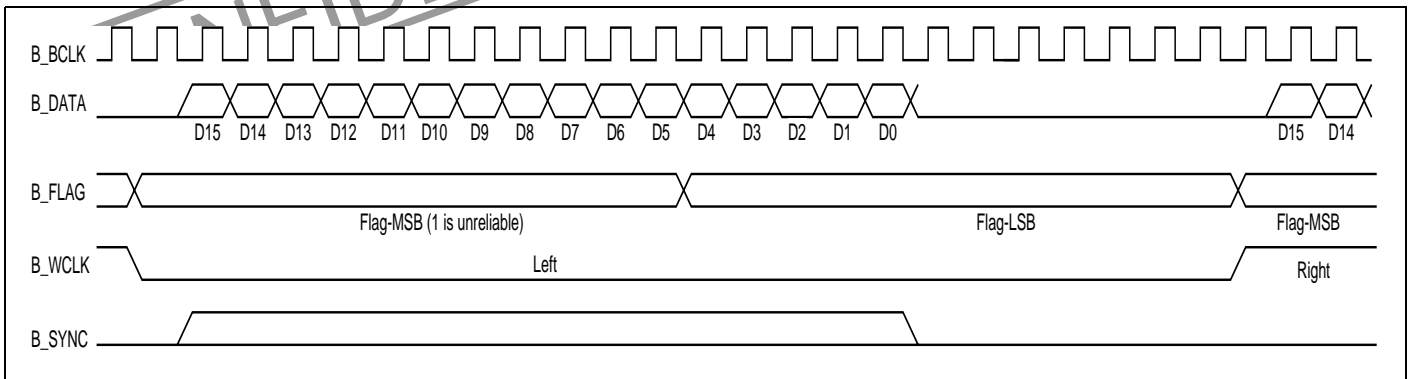 B_BCLK
B_DATA
D15 D14 D13 D12 D11 D10 D9 D8 D7 D6 D5 D4 D3 D2 D1 D0 D15 D14
B_FLAG
Flag-MSB (1 is unreliable) Flag-LSB Flag-MSB
B_WCLK Left Right
B_SYNC